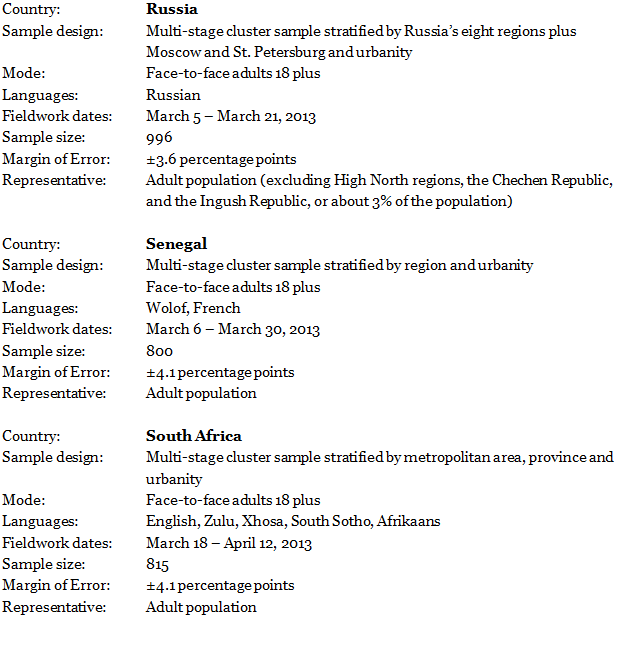 Country: Russia
Sample design: Multi-stage cluster sample stratified by Russia’s eight regions plus
Moscow and St. Petersburg and urbanity
Mode: Face-to-face adults 18 plus
Languages: Russian
Fieldwork dates: March 5 – March 21, 2013
Sample size: 996
Margin of Error: ±3.6 percentage points
Representative: Adult population (excluding High North regions, the Chechen Republic,
and the Ingush Republic, or about 3% of the population)
Country: Senegal
Sample design: Multi-stage cluster sample stratified by region and urbanity
Mode: Face-to-face adults 18 plus
Languages: Wolof, French
Fieldwork dates: March 6 – March 30, 2013
Sample size: 800
Margin of Error: ±4.1 percentage points
Representative: Adult population
Country: South Africa
Sample design: Multi-stage cluster sample stratified by metropolitan area, province and
urbanity
Mode: Face-to-face adults 18 plus
Languages: English, Zulu, Xhosa, South Sotho, Afrikaans
Fieldwork dates: March 18 – April 12, 2013
Sample size: 815
Margin of Error: ±4.1 percentage points
Representative: Adult population